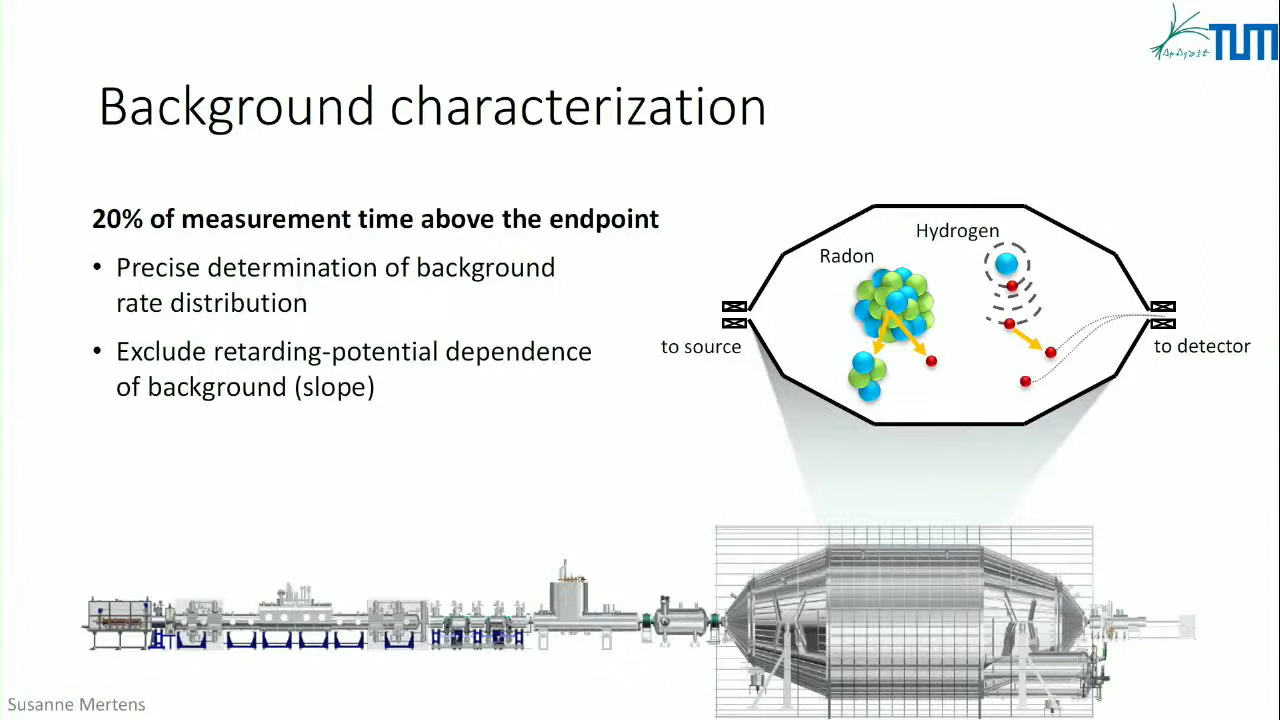 TUM
Background characterization
20% of measurement time above the endpoint
• Precise determination of background
rate distribution
• Exclude retarding-potential dependence
of background (slope)
Hydrogen
Radon
to source
to detector
Susanne Mertens